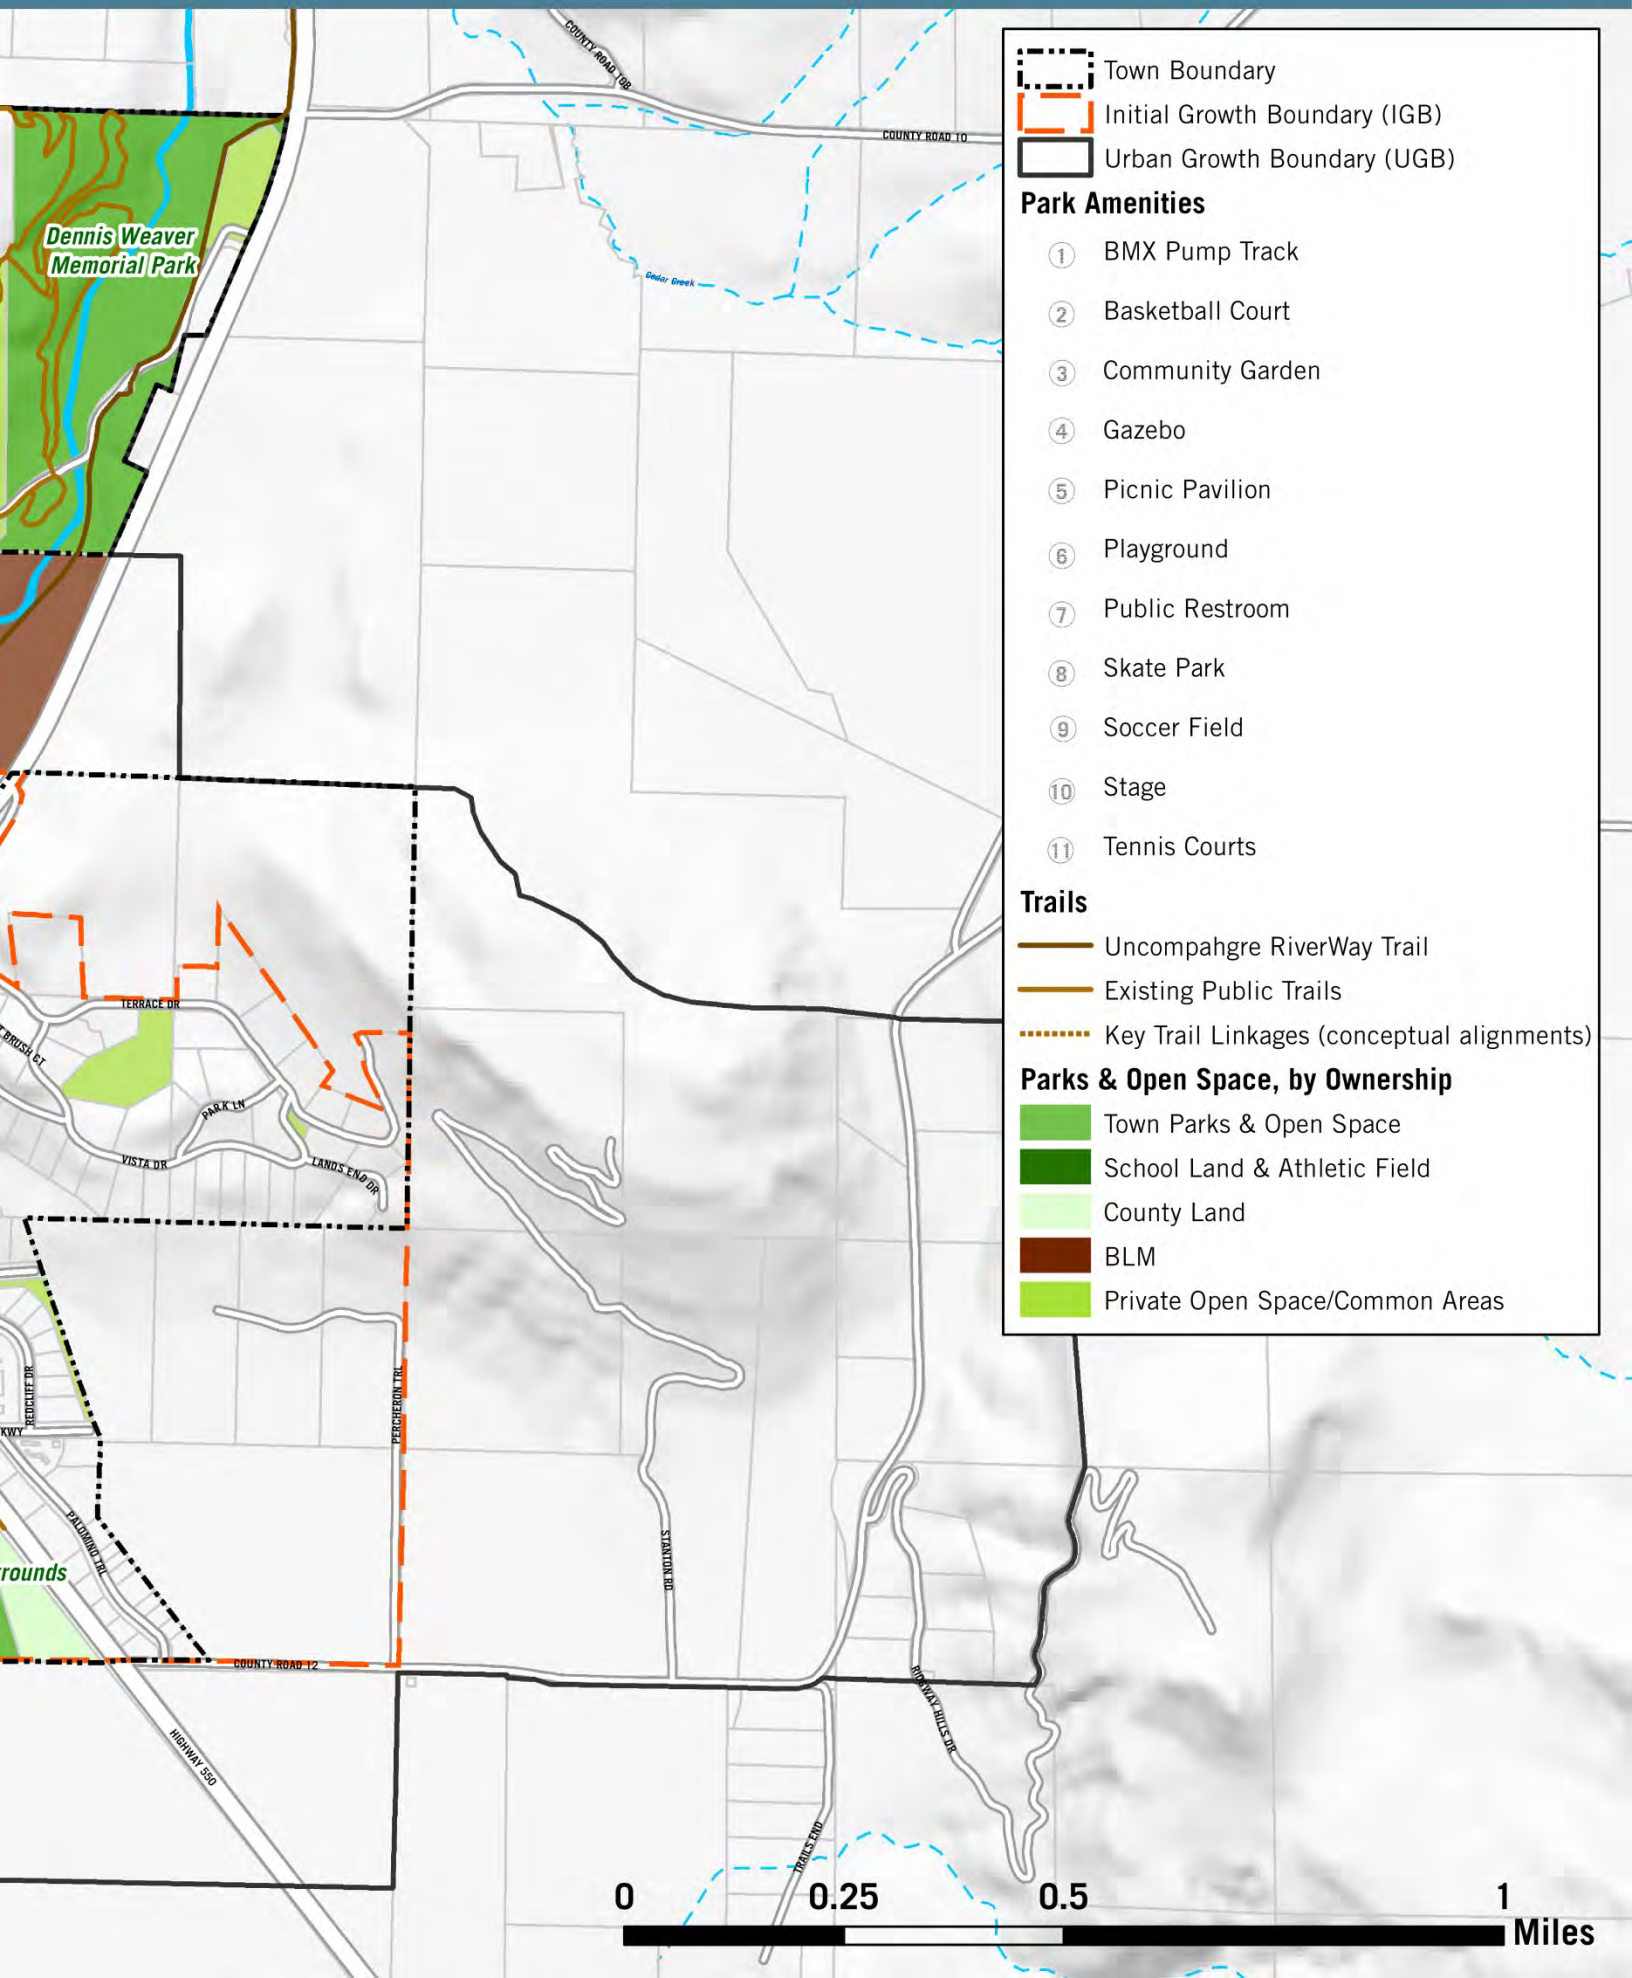 COUNTY ROAD 10B
COUNTY ROAD 10
Dennis Weaver
Memorial Park
Cedar Creek
TERRACE DR
BRUSH CT
PARK LN
VISTA DR
LANDS END DR
REDCLIFF DR
KWY
PERCHERON TRL
PALOMINO TRL
STANTON RD
rounds
COUNTY ROAD 12
HIGHWAY 550
RIDGWAY HILLS DR
TRAILS END
Town Boundary
Initial Growth Boundary (IGB)
Urban Growth Boundary (UGB)
Park Amenities
1 BMX Pump Track
2 Basketball Court
3 Community Garden
4 Gazebo
5 Picnic Pavilion
6 Playground
7 Public Restroom
8 Skate Park
9 Soccer Field
10 Stage
11 Tennis Courts
Trails
Uncompahgre RiverWay Trail
Existing Public Trails
Key Trail Linkages (conceptual alignments)
Parks & Open Space, by Ownership
Town Parks & Open Space
School Land & Athletic Field
County Land
BLM
Private Open Space/Common Areas
0 0.25 0.5 1
Miles